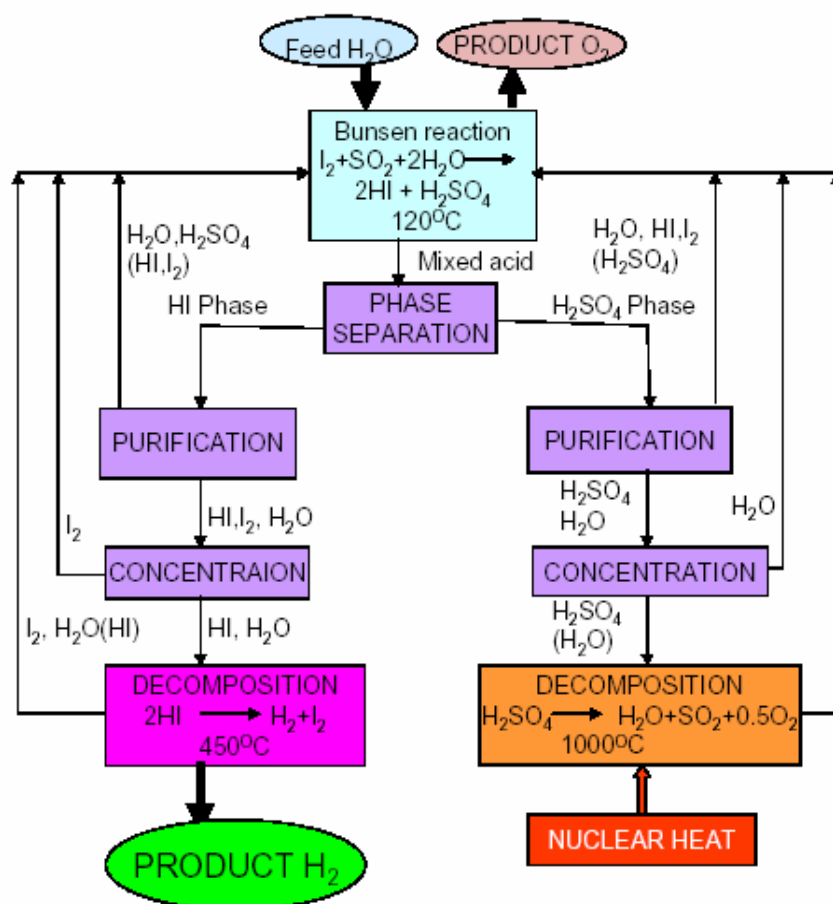 Feed H₂O
PRODUCT O₂
Bunsen reaction
I₂+SO₂+2H₂O
2HI + H₂SO₄
120⁰C
H₂O,H₂SO₄
(HI,I₂)
Mixed acid
H₂O, HI,I₂
(H₂SO₄)
HI Phase
PHASE
SEPARATION
H₂SO₄ Phase
PURIFICATION
PURIFICATION
I₂
HI,I₂, H₂O
H₂SO₄
H₂O
H₂O
CONCENTRAION
CONCENTRATION
I₂, H₂O(HI)
HI, H₂O
H₂SO₄
(H₂O)
DECOMPOSITION
2HI H₂+I₂
450⁰C
DECOMPOSITION
H₂SO₄ H₂O+SO₂+0.5O₂
1000⁰C
PRODUCT H₂
NUCLEAR HEAT